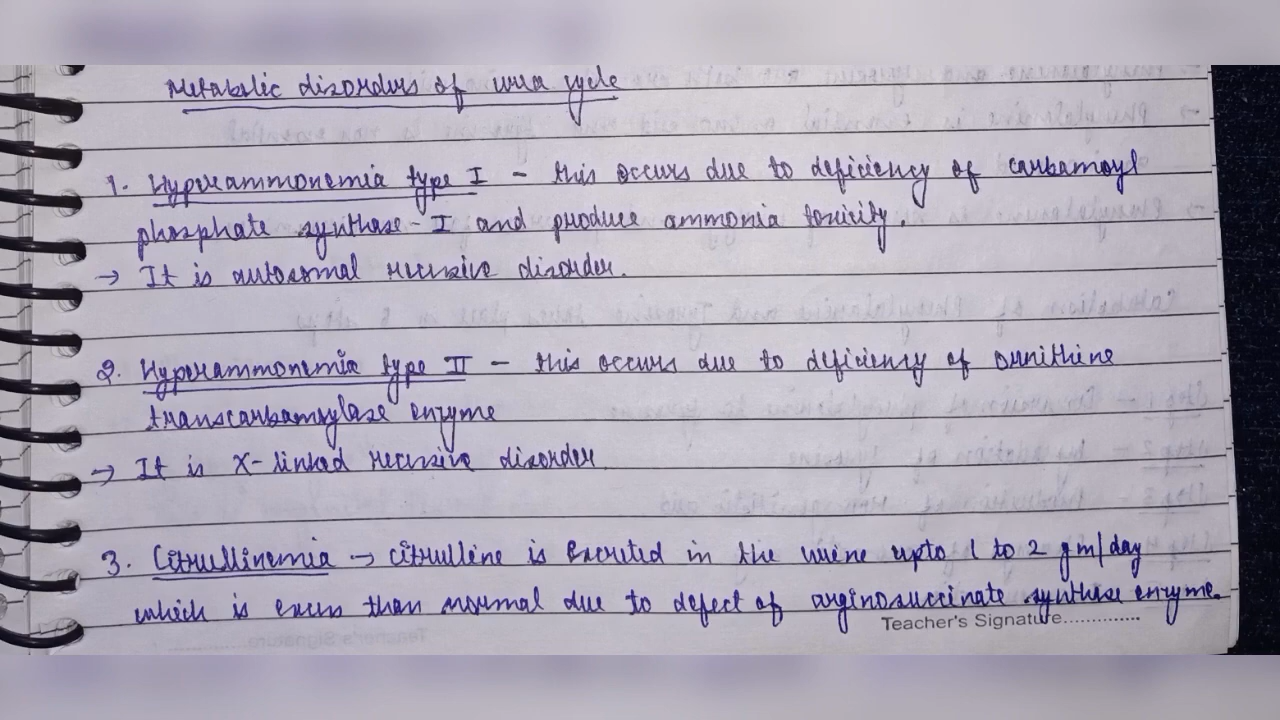 Metabolic disorders of urea cycle
1. Hyperammonemia type I - this occurs due to deficiency of carbamoyl
phosphate synthase-I and produce ammonia toxicity.
→ It is autosomal recessive disorder.
2. Hyperammonemia type II - this occurs due to deficiency of ornithine
transcarbamylase enzyme
→ It is X-linked recessive disorder
3. Citrullinemia → citrulline is excreted in the urine upto 1 to 2 gm/day
which is excess than normal due to defect of arginosuccinate synthase enzyme.
Teacher's Signature..............